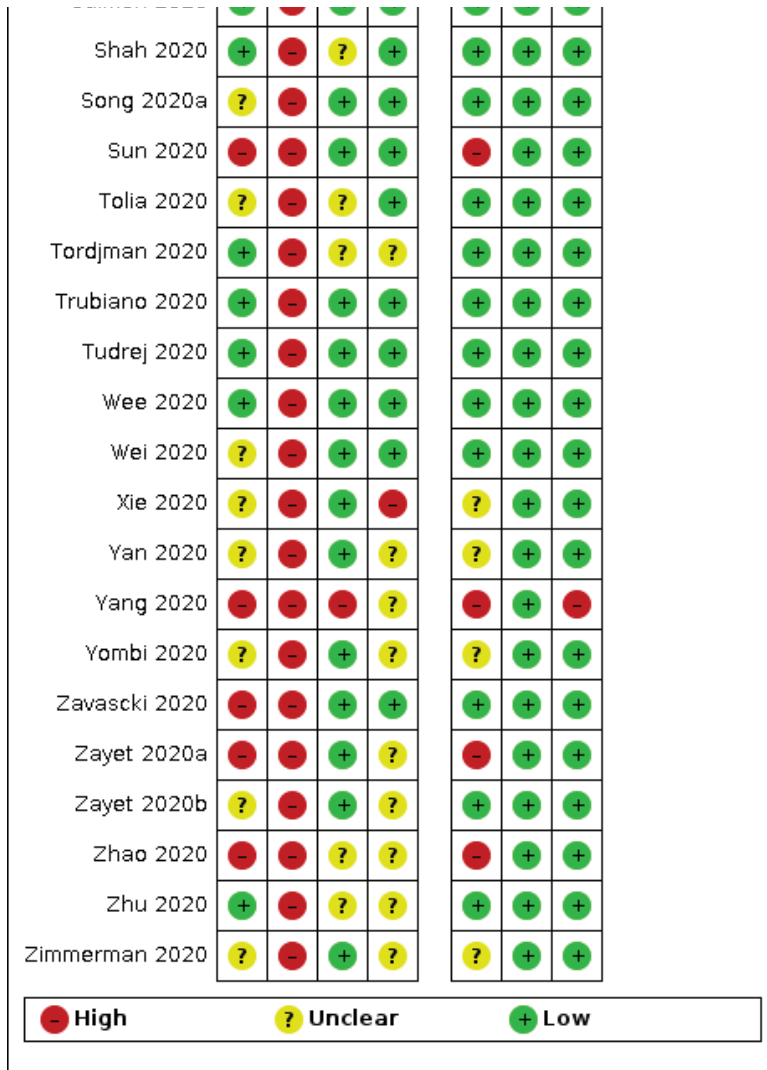 Shah 2020 + - ? + + + +
Song 2020a ? - + + + + +
Sun 2020 - - + + - + +
Tolia 2020 ? - ? + + + +
Tordjman 2020 + - ? ? + + +
Trubiano 2020 + - + + + + +
Tudrej 2020 + - + + + + +
Wee 2020 + - + + + + +
Wei 2020 ? - + + + + +
Xie 2020 ? - + - ? + +
Yan 2020 ? - + ? ? + +
Yang 2020 - - - ? - + -
Yombi 2020 ? - + ? ? + +
Zavascki 2020 - - + + + + +
Zayet 2020a - - + ? - + +
Zayet 2020b ? - + ? + + +
Zhao 2020 - - ? ? - + +
Zhu 2020 + - ? ? + + +
Zimmerman 2020 ? - + ? ? + +
- High ? Unclear + Low